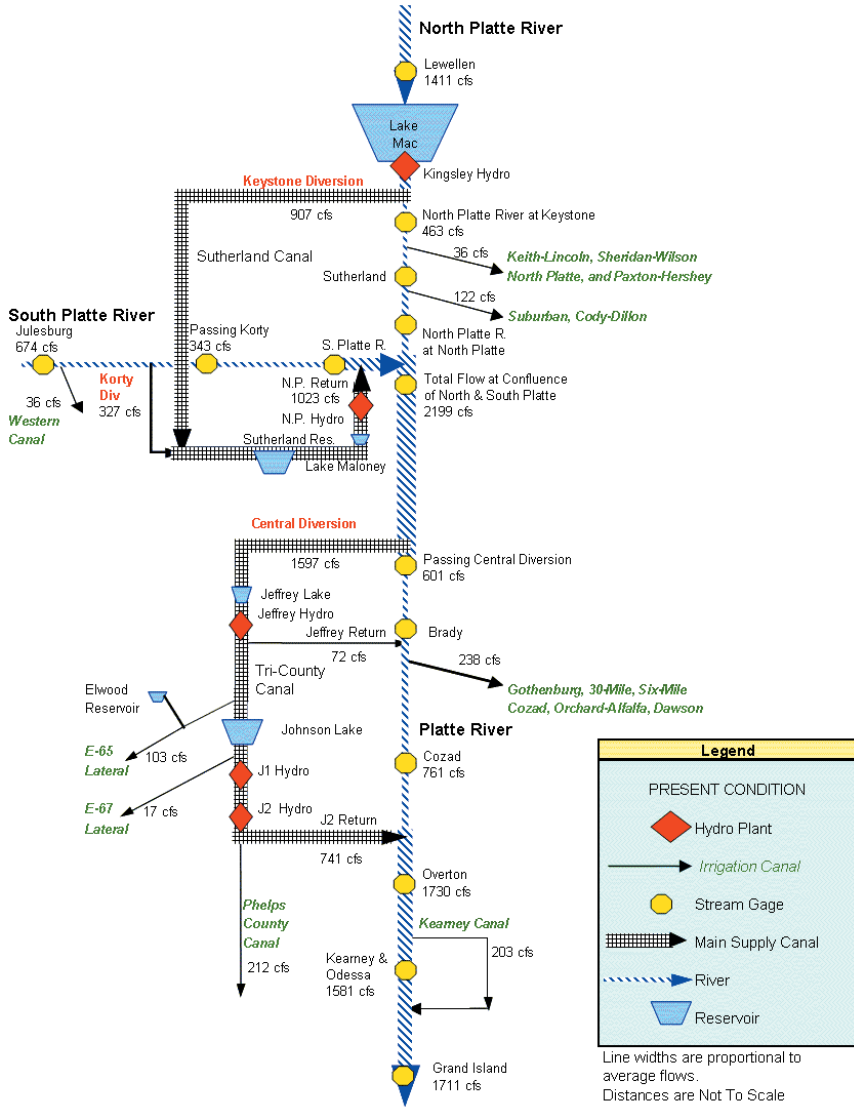 North Platte River
Lewellen
1411 cfs
Lake
Mac
Kingsley Hydro
Keystone Diversion
907 cfs
North Platte River at Keystone
463 cfs
36 cfs
Keith-Lincoln, Sheridan-Wilson
North Platte, and Paxton-Hershey
Sutherland Canal
Sutherland
122 cfs
Suburban, Cody-Dillon
South Platte River
Julesburg
674 cfs
Passing Korty
343 cfs
S. Platte R.
North Platte R.
at North Platte
36 cfs
Western
Canal
Korty
Div
327 cfs
N.P. Return
1023 cfs
N.P. Hydro
Total Flow at Confluence
of North & South Platte
2199 cfs
Sutherland Res.
Lake Maloney
Central Diversion
1597 cfs
Passing Central Diversion
601 cfs
Jeffrey Lake
Jeffrey Hydro
Jeffrey Return
72 cfs
Brady
238 cfs
Gothenburg, 30-Mile, Six-Mile
Cozad, Orchard-Alfalfa, Dawson
Tri-County
Canal
Elwood
Reservoir
E-65
Lateral
103 cfs
Johnson Lake
Platte River
Cozad
761 cfs
J1 Hydro
E-67
Lateral
17 cfs
J2 Hydro
J2 Return
741 cfs
Overton
1730 cfs
Phelps
County
Canal
212 cfs
Kearney Canal
203 cfs
Kearney &
Odessa
1581 cfs
Grand Island
1711 cfs
Legend
PRESENT CONDITION
Hydro Plant
Irrigation Canal
Stream Gage
Main Supply Canal
River
Reservoir
Line widths are proportional to
average flows.
Distances are Not To Scale